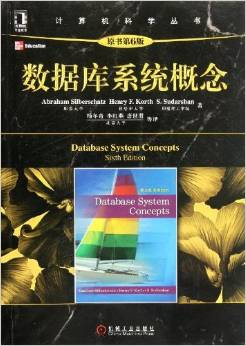 计算机科学丛书
原书第6版
数据库系统概念
Abraham Silberschatz Henry F. Korth S. Sudarshan 著
耶鲁大学 理海大学 印度理工学院
杨冬青 李红燕 唐世渭 等译
北京大学
Database System Concepts
Sixth Edition
Database System
Concepts
机械工业出版社